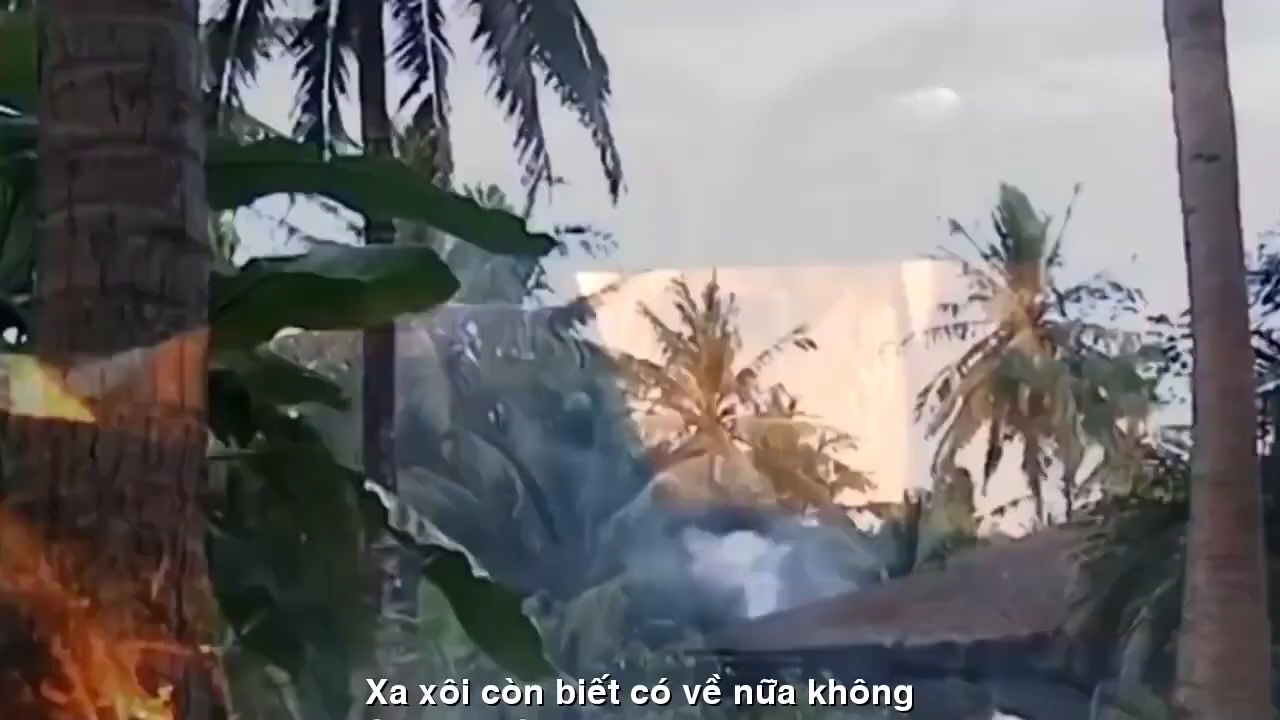 Xa xôi còn biết có về nữa không